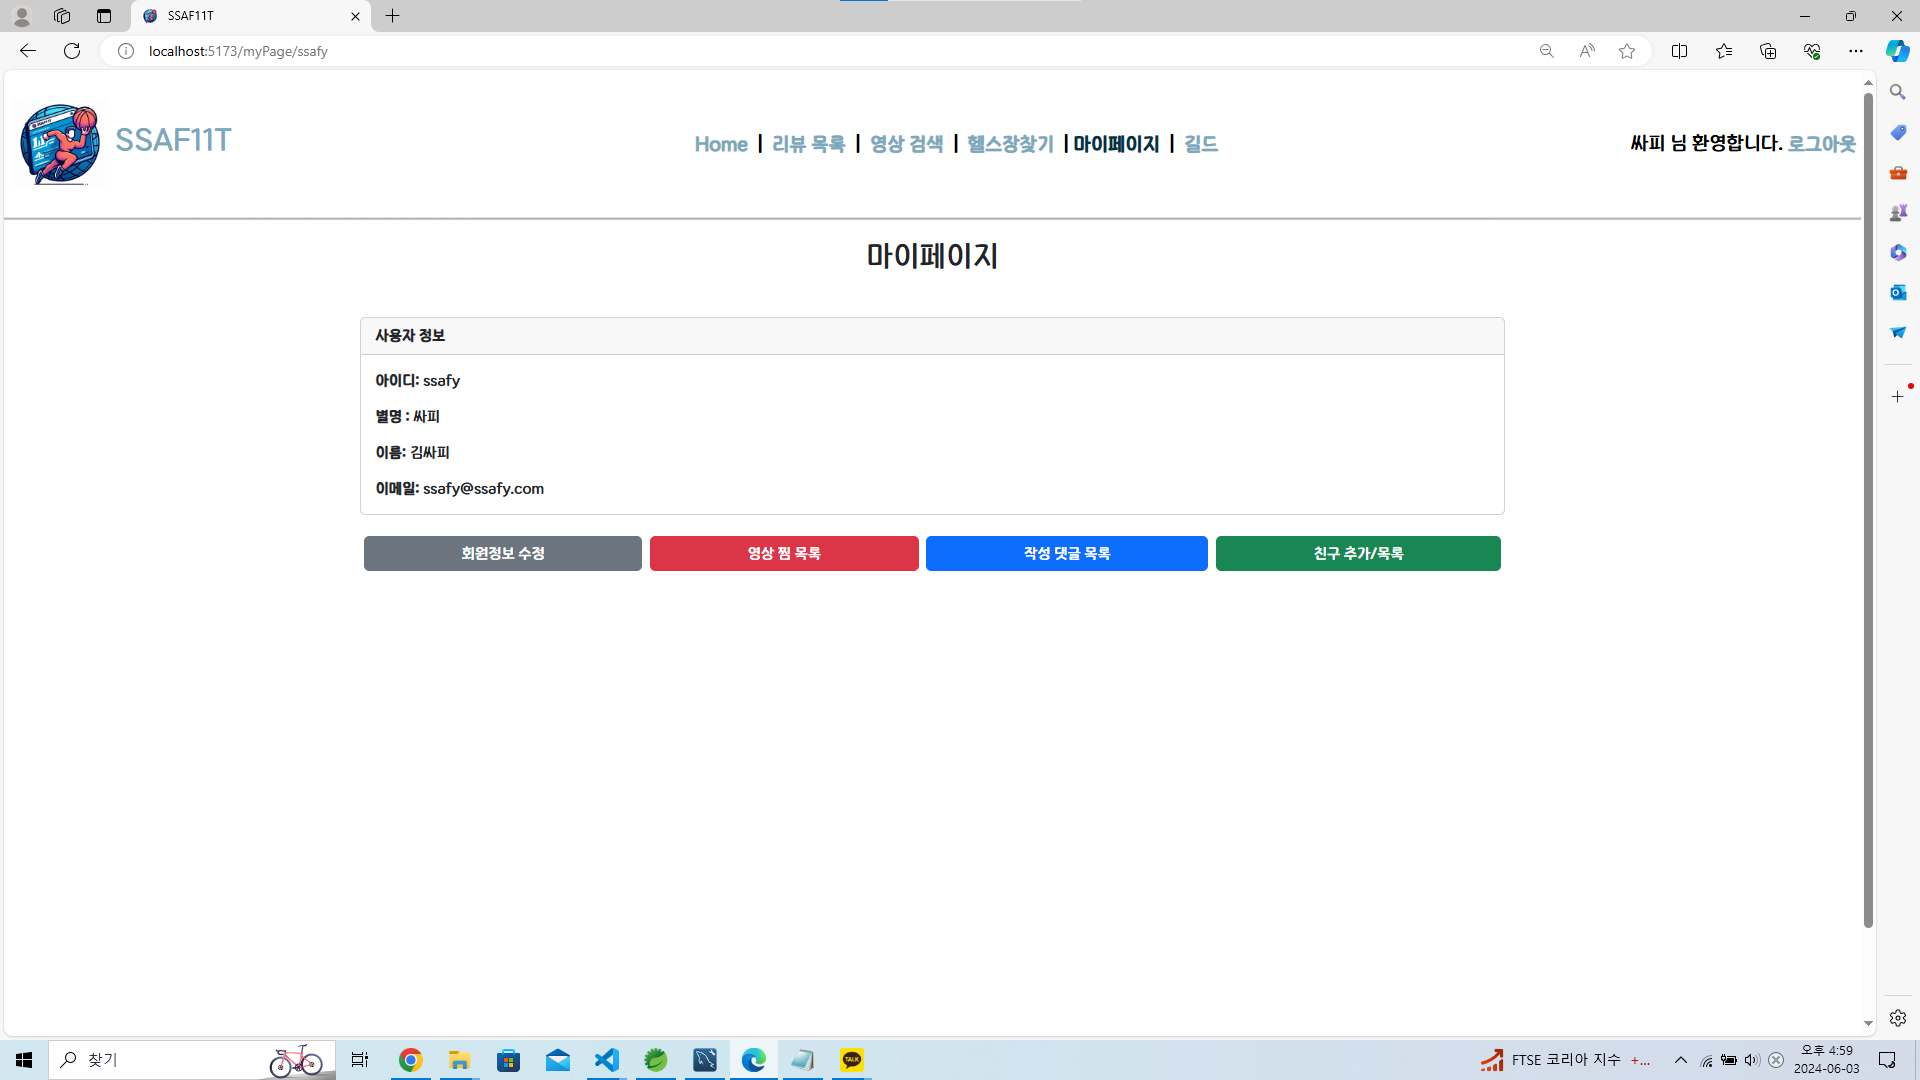 SSAF11T
localhost:5173/myPage/ssafy
SSAF11T
Home | 리뷰 목록 | 영상 검색 | 헬스장찾기 | 마이페이지 | 길드
싸피 님 환영합니다. 로그아웃
마이페이지
사용자 정보
아이디: ssafy
별명 : 싸피
이름: 김싸피
이메일: ssafy@ssafy.com
회원정보 수정
영상 찜 목록
작성 댓글 목록
친구 추가/목록
찾기
TALK
FTSE 코리아 지수 +...
오후 4:59
2024-06-03